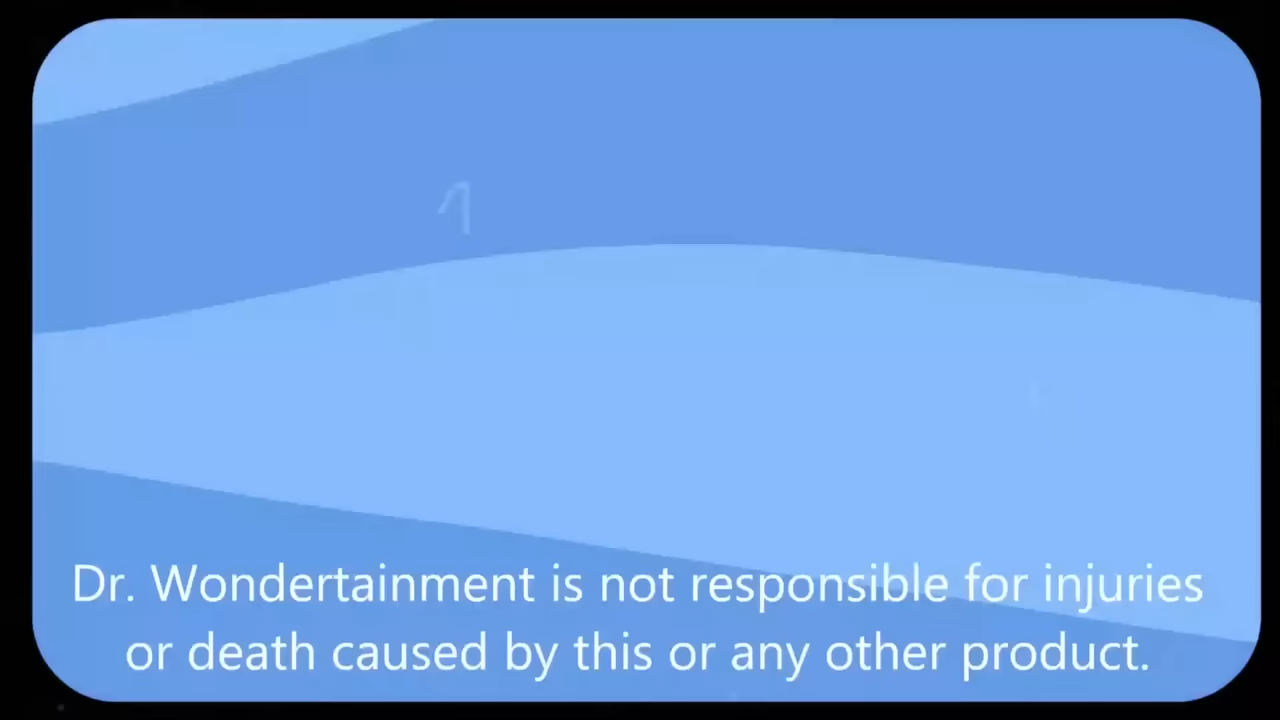 Dr. Wondertainment is not responsible for injuries
or death caused by this or any other product.